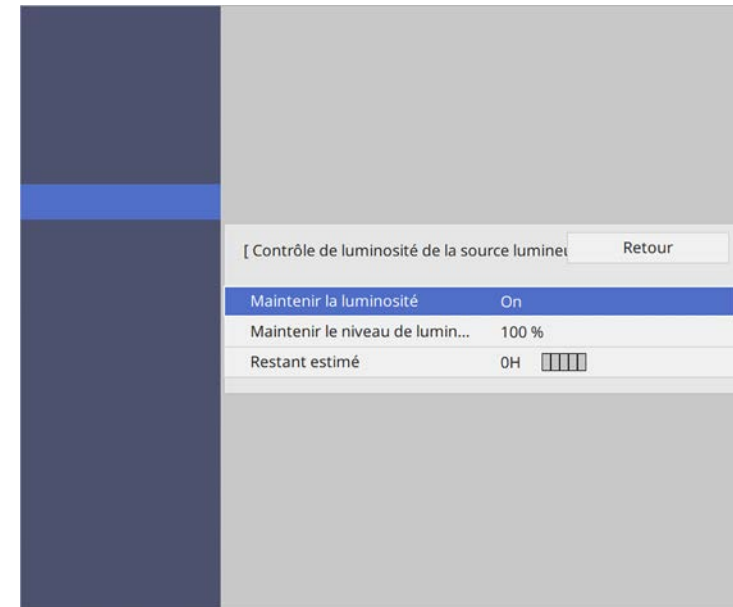 [ Contrôle de luminosité de la source lumineu
Retour
Maintenir la luminosité On
Maintenir le niveau de lumin... 100 %
Restant estimé 0H